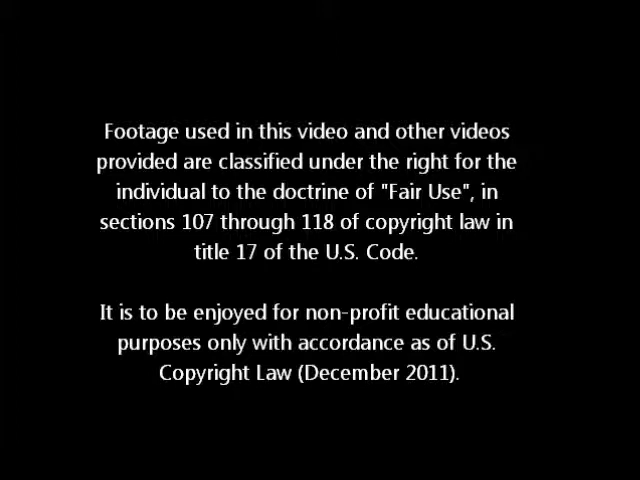 Footage used in this video and other videos
provided are classified under the right for the
individual to the doctrine of "Fair Use", in
sections 107 through 118 of copyright law in
title 17 of the U.S. Code.
It is to be enjoyed for non-profit educational
purposes only with accordance as of U.S.
Copyright Law (December 2011).